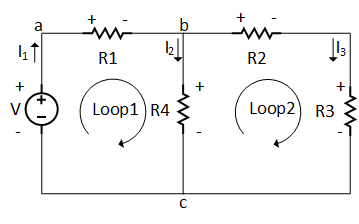 + - + -
a b
I1 R1 I2 R2 I3
+ + +
V Loop1 R4 Loop2 R3
- - -
c